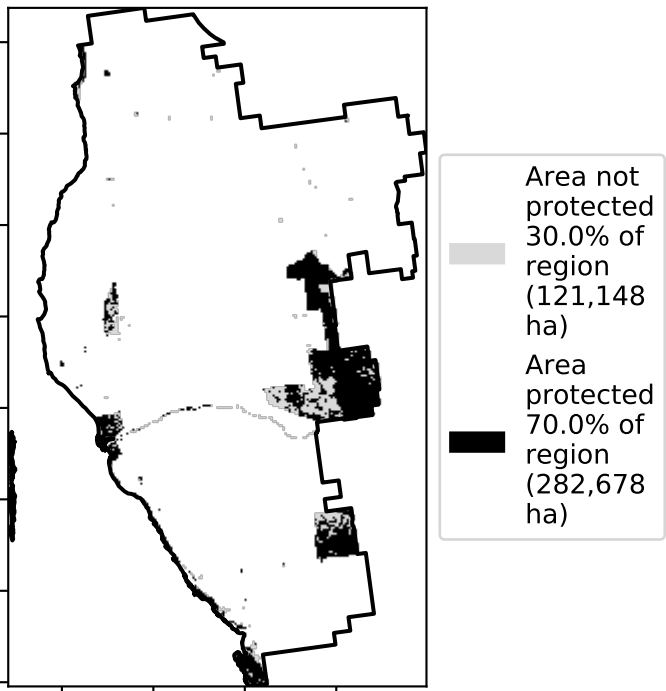 Area not
protected
30.0% of
region
(121,148
ha)
Area
protected
70.0% of
region
(282,678
ha)